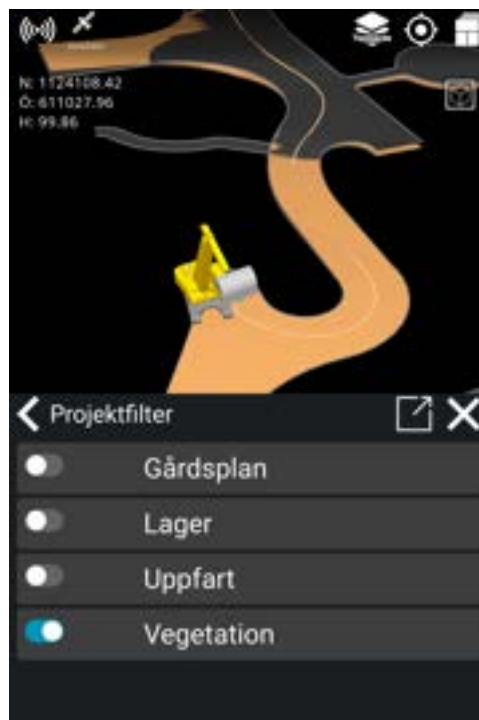 N: 1124108.42
Ö: 611027.96
H: 99.86
Projektfilter
Gårdsplan
Lager
Uppfart
Vegetation